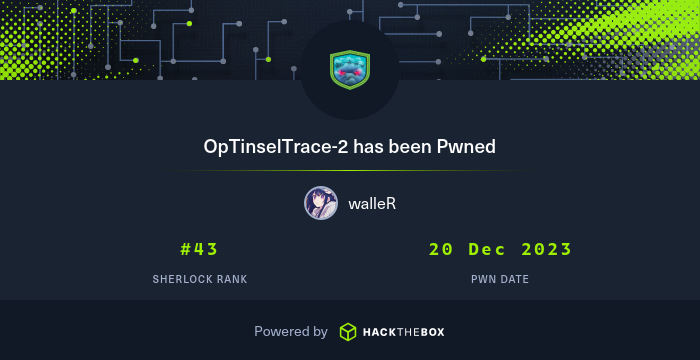 OpTinselTrace-2 has been Pwned
walleR
#43
20 Dec 2023
SHERLOCK RANK
PWN DATE
Powered by HACKTHEBOX